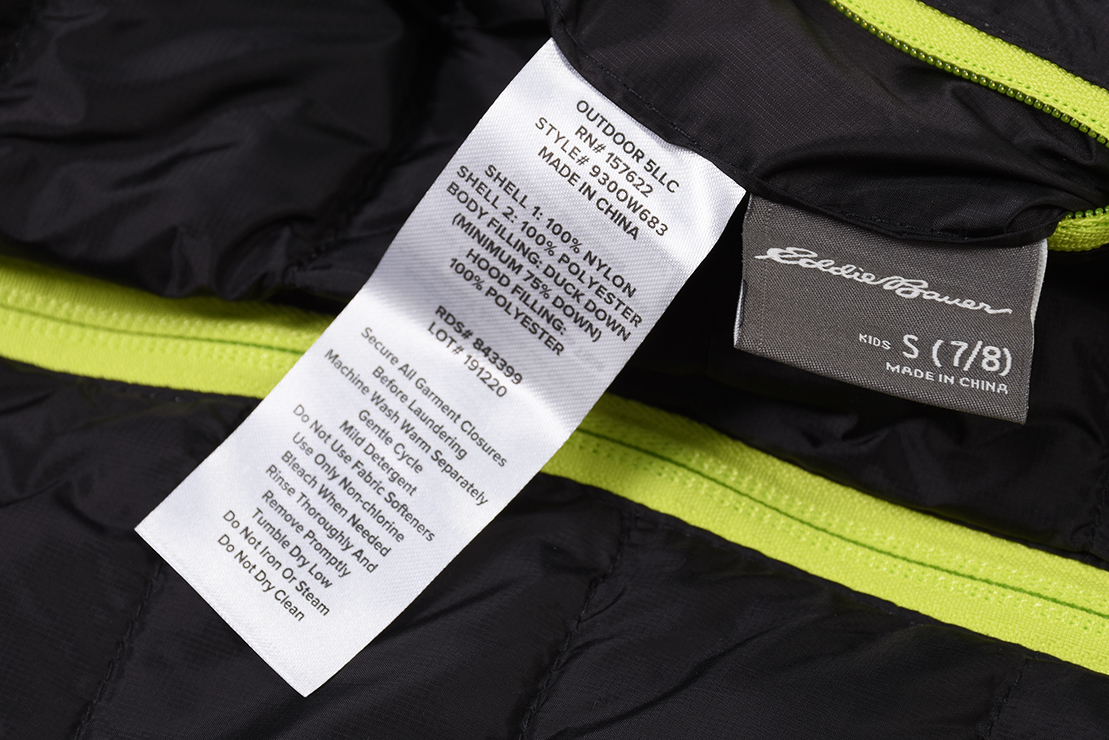 OUTDOOR 5LLC
RN# 157622
STYLE# 930OW683
MADE IN CHINA
SHELL 1: 100% NYLON
SHELL 2: 100% POLYESTER
BODY FILLING: DUCK DOWN
(MINIMUM 75% DOWN)
HOOD FILLING:
100% POLYESTER
RDS# 843399
LOT# 191220
Secure All Garment Closures
Before Laundering
Machine Wash Warm Separately
Gentle Cycle
Mild Detergent
Do Not Use Fabric Softeners
Use Only Non-chlorine
Bleach When Needed
Rinse Thoroughly And
Remove Promptly
Tumble Dry Low
Do Not Iron Or Steam
Do Not Dry Clean
Eddie Bauer
KIDS S (7/8)
MADE IN CHINA